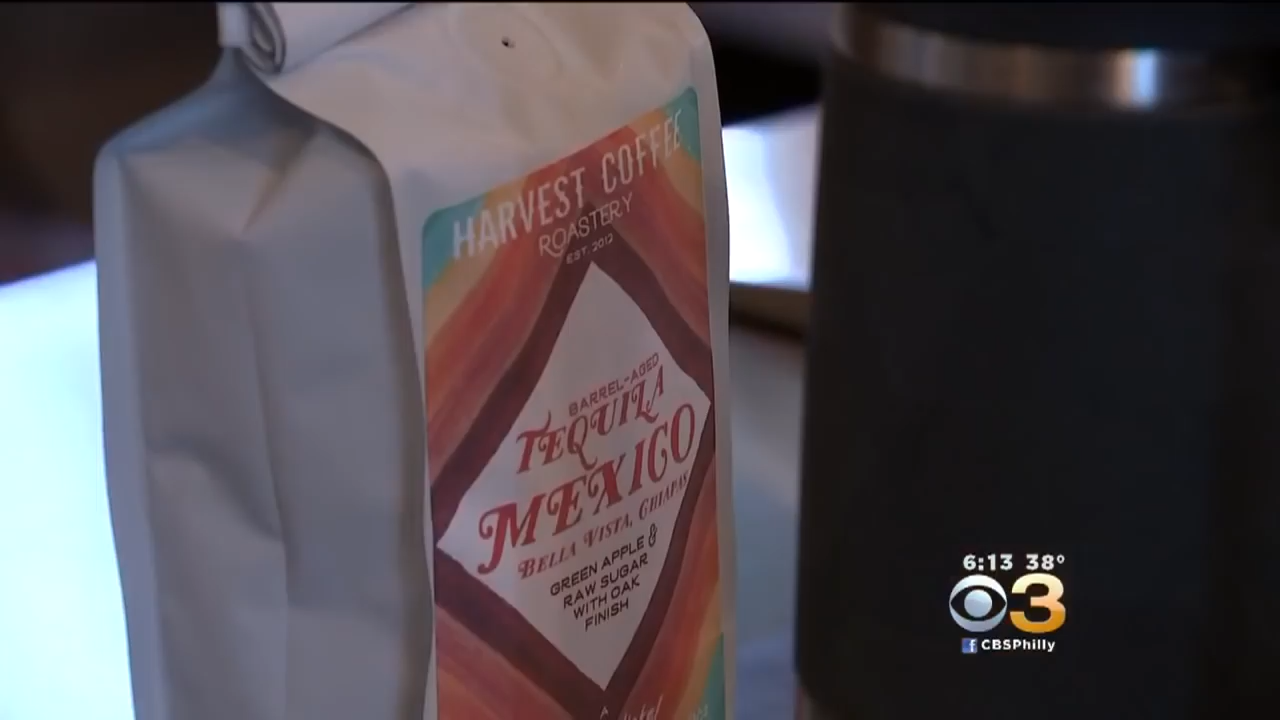 HARVEST COFFEE
ROASTERY
EST. 2012
BARREL-AGED
TEQUILA
MEXICO
BELLA VISTA, CHIAPAS
GREEN APPLE &
RAW SUGAR
WITH OAK
FINISH
A
6:13 38°
3
f CBSPhilly